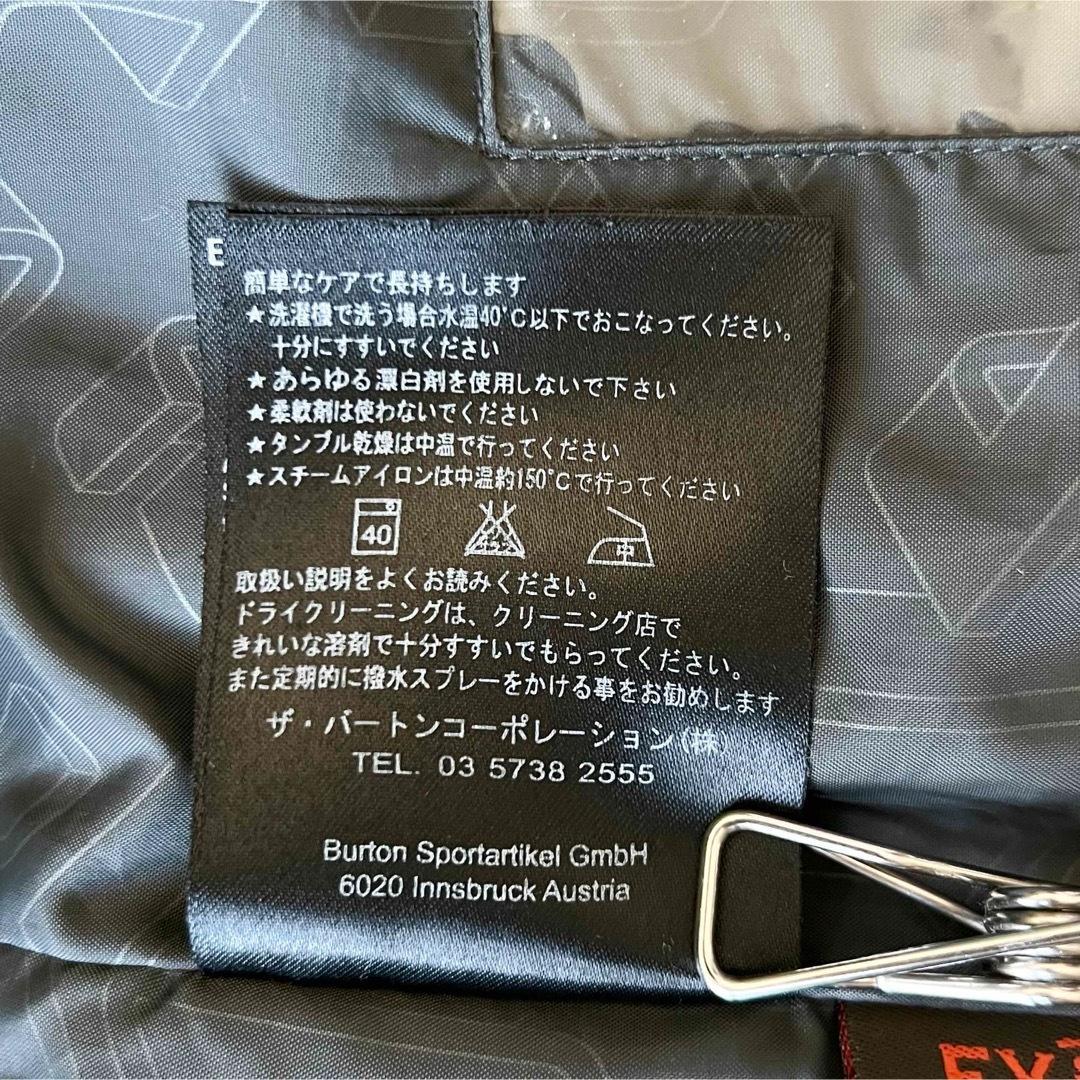 E
簡単なケアで長持ちします
★洗濯機で洗う場合水温40℃以下でおこなってください。
十分にすすいでください
★あらゆる漂白剤を使用しないで下さい
★柔軟剤は使わないでください
★タンブル乾燥は中温で行ってください
★スチームアイロンは中温約150℃で行ってください
40
中
取扱い説明をよくお読みください。
ドライクリーニングは、クリーニング店で
きれいな溶剤で十分すすいでもらってください。
また定期的に撥水スプレーをかける事をお勧めします
ザ・バートンコーポレーション(株)
TEL. 03 5738 2555
Burton Sportartikel GmbH
6020 Innsbruck Austria